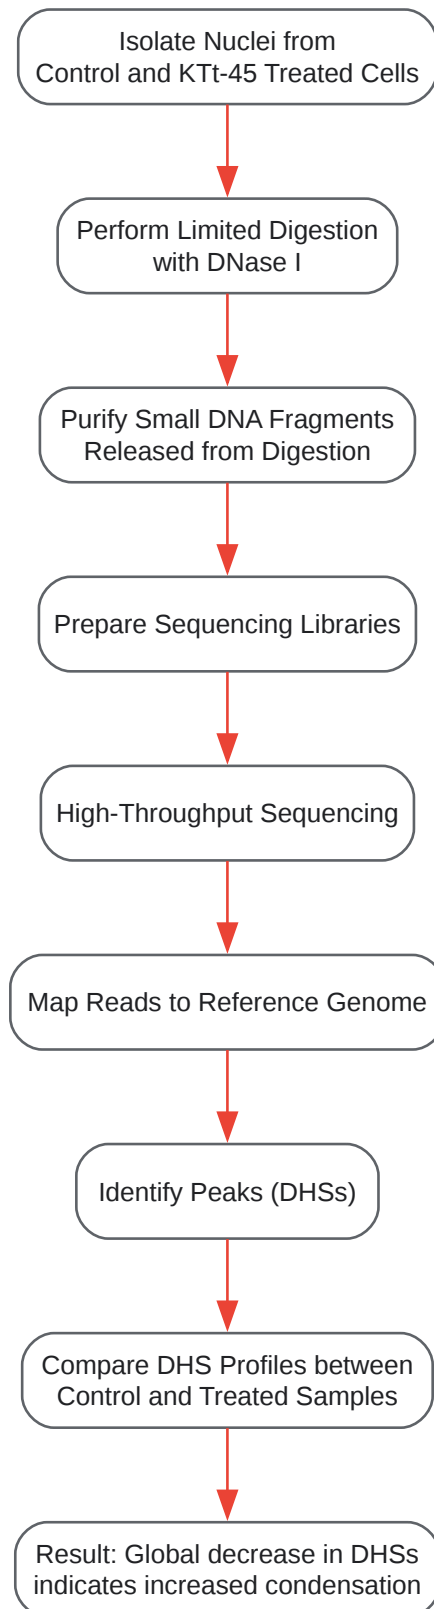 Isolate Nuclei from
Control and KTt-45 Treated Cells
Perform Limited Digestion
with DNase I
Purify Small DNA Fragments
Released from Digestion
Prepare Sequencing Libraries
High-Throughput Sequencing
Map Reads to Reference Genome
Identify Peaks (DHSs)
Compare DHS Profiles between
Control and Treated Samples
Result: Global decrease in DHSs
indicates increased condensation